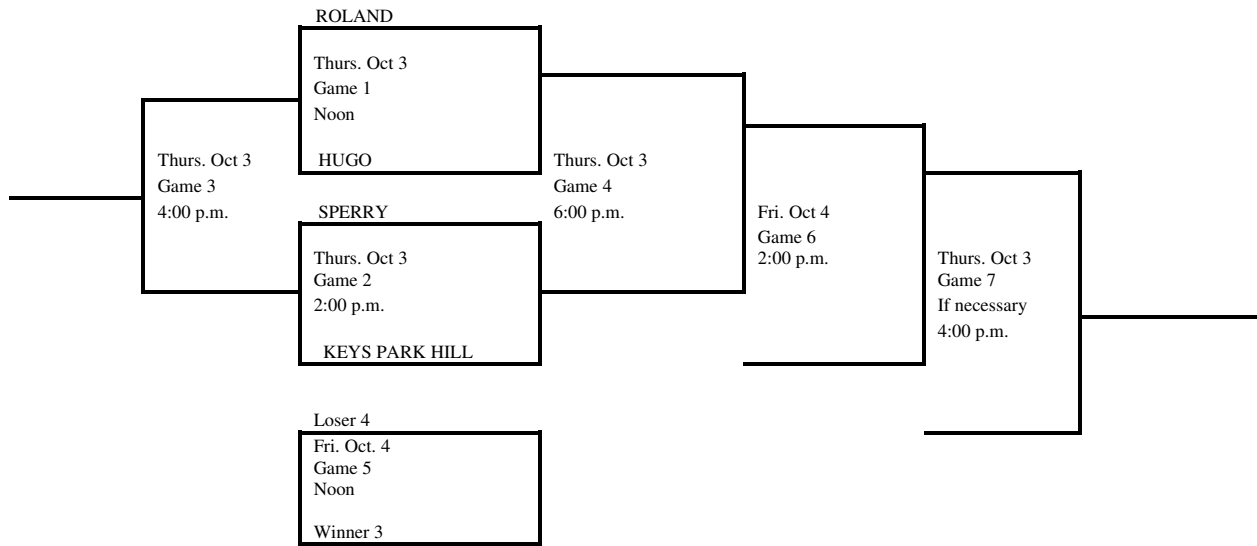 ROLAND
Thurs. Oct 3
Game 1
Noon
HUGO
Thurs. Oct 3
Game 3
4:00 p.m.
Thurs. Oct 3
Game 4
6:00 p.m.
SPERRY
Thurs. Oct 3
Game 2
2:00 p.m.
KEYS PARK HILL
Fri. Oct 4
Game 6
2:00 p.m.
Thurs. Oct 3
Game 7
If necessary
4:00 p.m.
Loser 4
Fri. Oct. 4
Game 5
Noon
Winner 3